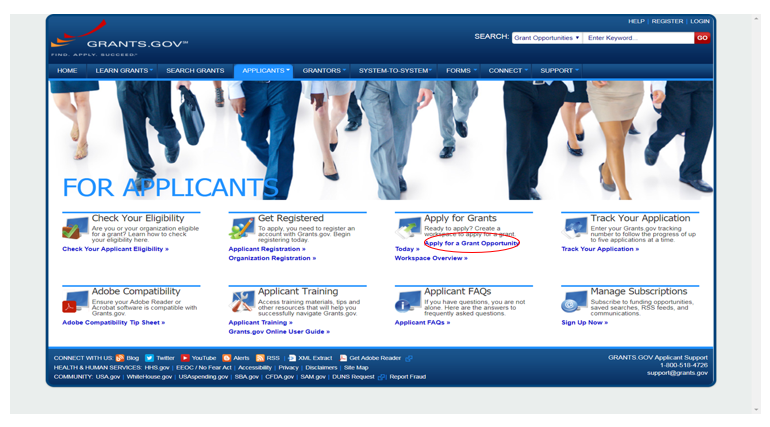 HELP | REGISTER | LOGIN
GRANTS.GOV℠
FIND. APPLY. SUCCEED.℠
SEARCH: Grant Opportunities ▼ Enter Keyword... GO
HOME LEARN GRANTS SEARCH GRANTS APPLICANTS GRANTORS SYSTEM-TO-SYSTEM FORMS CONNECT SUPPORT
FOR APPLICANTS
Check Your Eligibility
Are you or your organization eligible
for a grant? Learn how to check
your eligibility here.
Check Your Applicant Eligibility »
Get Registered
To apply, you need to register an
account with Grants.gov. Begin
registering today.
Applicant Registration »
Organization Registration »
Apply for Grants
Ready to apply? Create a
workspace to apply for a grant.
Apply for a Grant Opportunity
Today »
Workspace Overview »
Track Your Application
Enter your Grants.gov tracking
number to follow the progress of up
to five applications at a time.
Track Your Application »
Adobe Compatibility
Ensure your Adobe Reader or
Acrobat software is compatible with
Grants.gov.
Adobe Compatibility Tip Sheet »
Applicant Training
Access training materials, tips and
other resources that will help you
successfully navigate Grants.gov.
Applicant Training »
Grants.gov Online User Guide »
Applicant FAQs
If you have questions, you are not
alone. Here are the answers to
frequently asked questions.
Applicant FAQs »
Manage Subscriptions
Subscribe to funding opportunities,
saved searches, RSS feeds, and
communications.
Sign Up Now »
CONNECT WITH US: Blog Twitter YouTube Alerts RSS | XML Extract Get Adobe Reader
HEALTH & HUMAN SERVICES: HHS.gov | EEOC / No Fear Act | Accessibility | Privacy | Disclaimers | Site Map
COMMUNITY: USA.gov | WhiteHouse.gov | USAspending.gov | SBA.gov | CFDA.gov | SAM.gov | DUNS Request | Report Fraud
GRANTS.GOV Applicant Support
1-800-518-4726
support@grants.gov